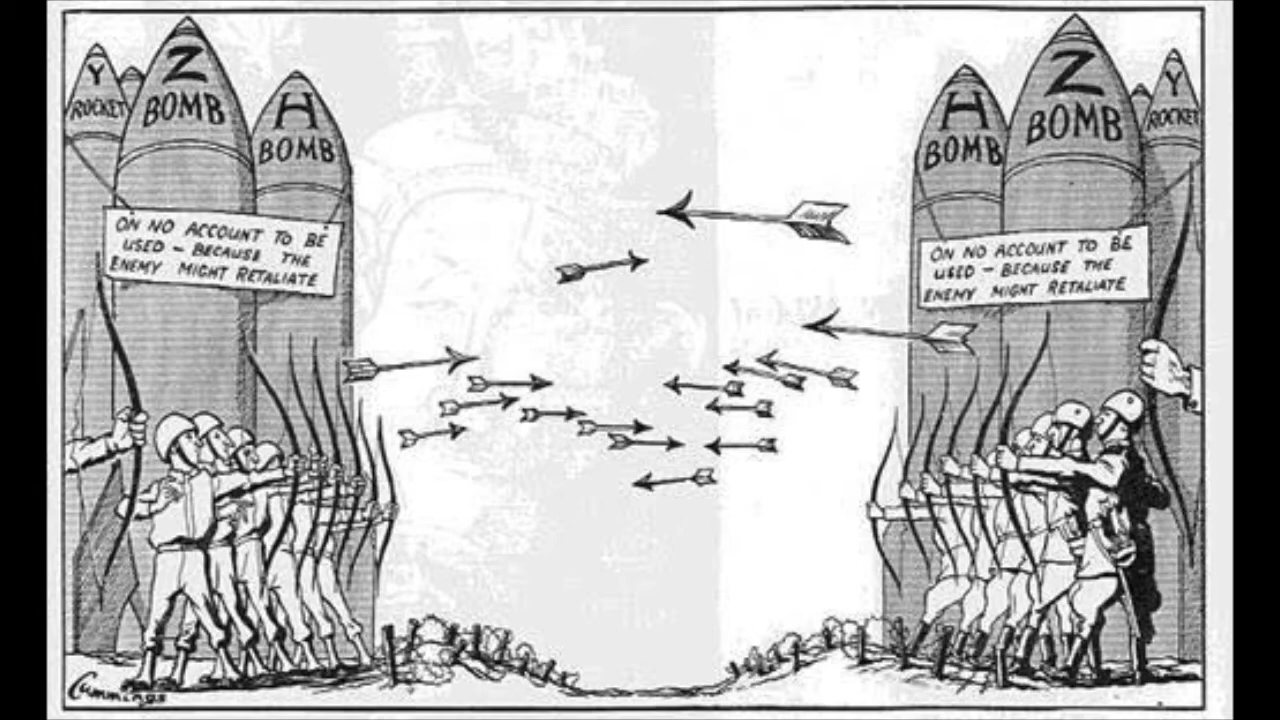 Y
ROCKET
Z
BOMB
H
BOMB
ON NO ACCOUNT TO BE
USED – BECAUSE THE
ENEMY MIGHT RETALIATE
H
BOMB
Z
BOMB
Y
ROCKET
ON NO ACCOUNT TO BE
USED – BECAUSE THE
ENEMY MIGHT RETALIATE
Cummings